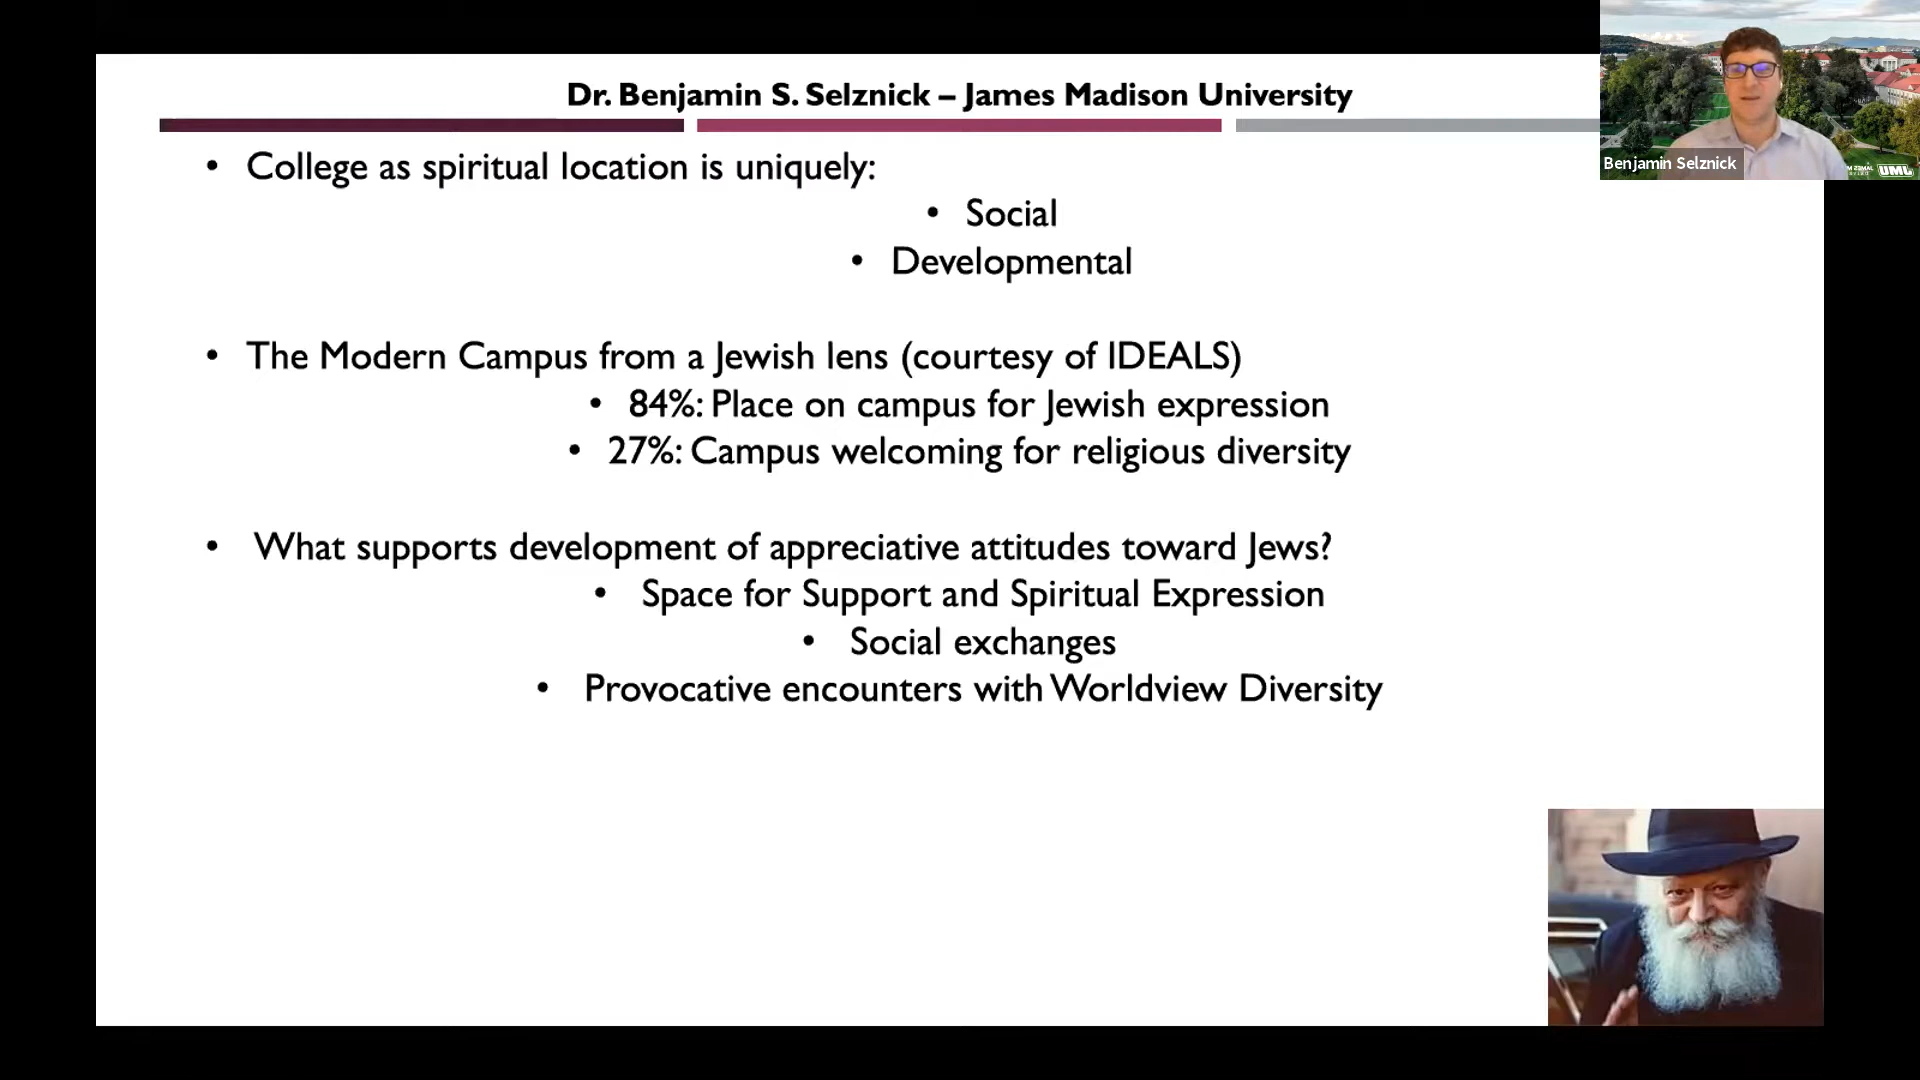 Dr. Benjamin S. Selznick – James Madison University
• College as spiritual location is uniquely:
• Social
• Developmental
• The Modern Campus from a Jewish lens (courtesy of IDEALS)
• 84%: Place on campus for Jewish expression
• 27%: Campus welcoming for religious diversity
• What supports development of appreciative attitudes toward Jews?
• Space for Support and Spiritual Expression
• Social exchanges
• Provocative encounters with Worldview Diversity
Benjamin Selznick